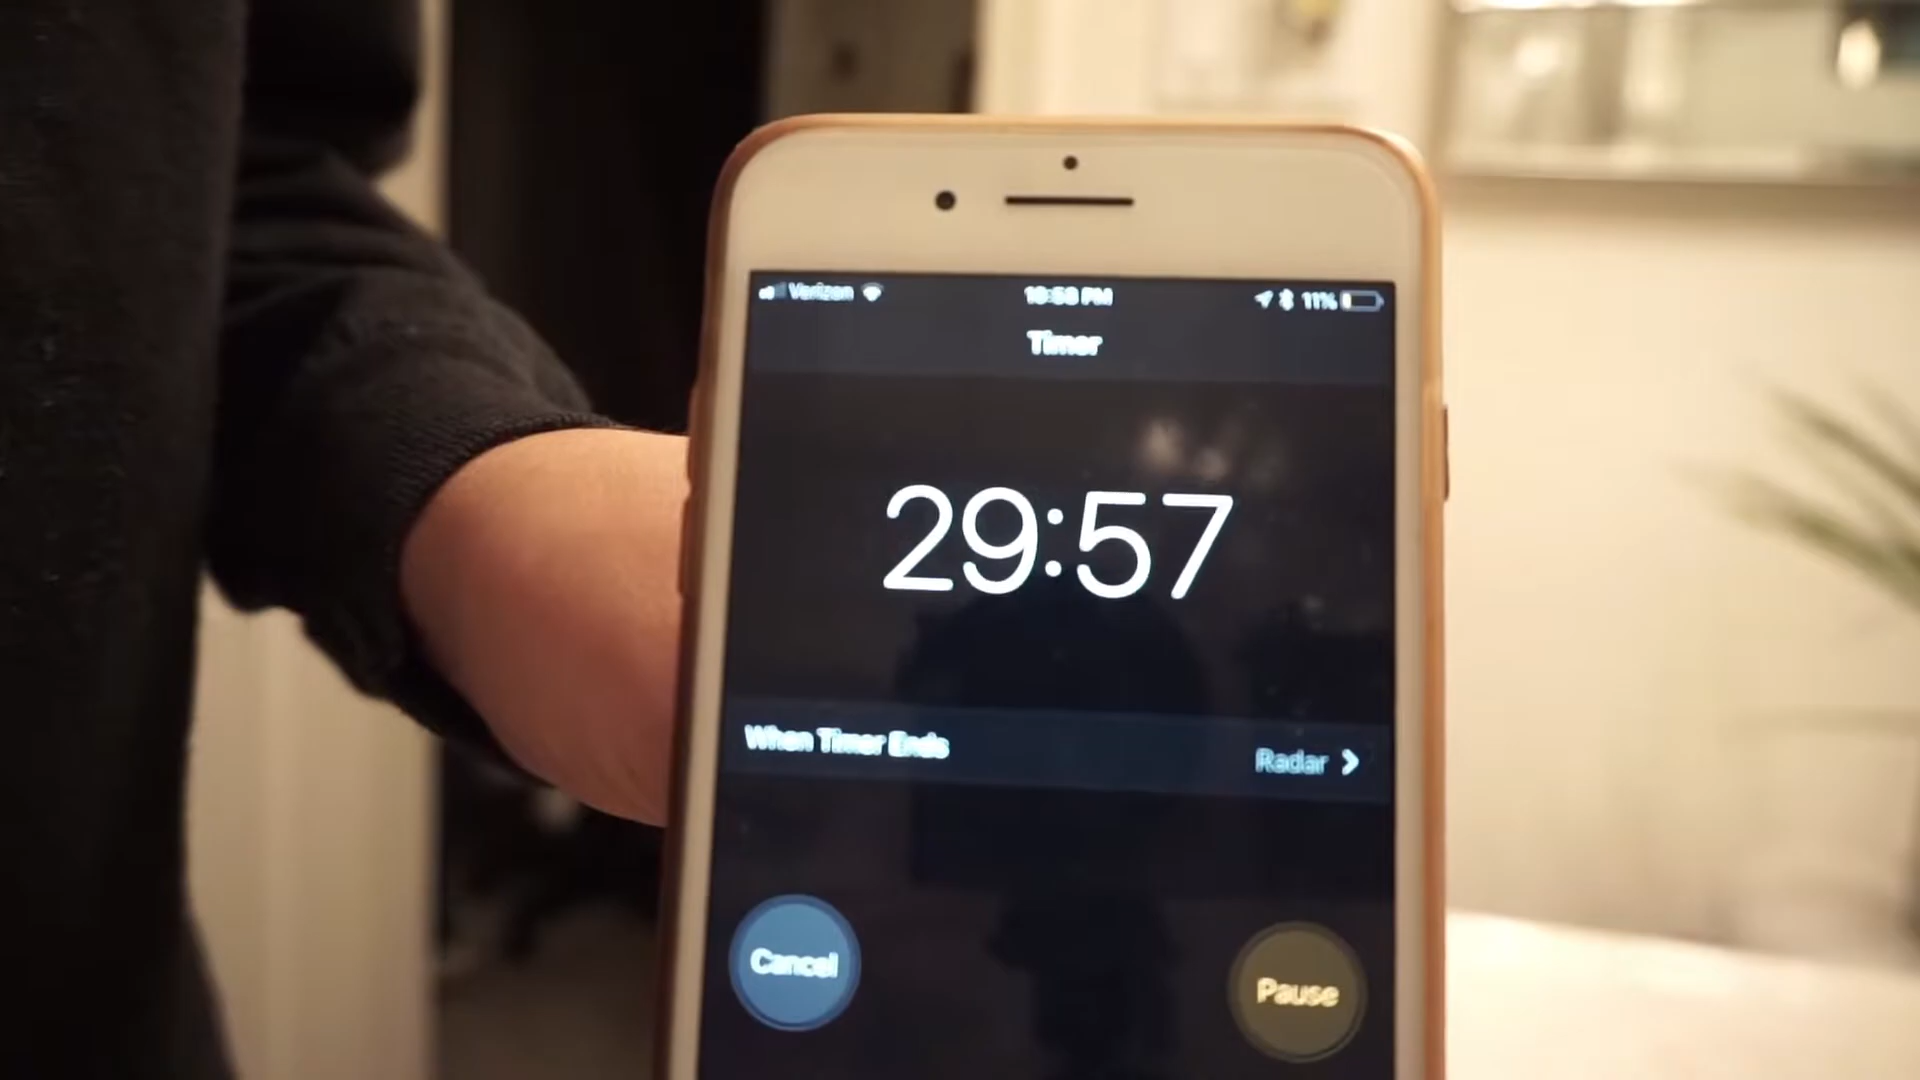 Verizon
11%
Timer
29:57
When Timer Ends
Radar
Cancel
Pause